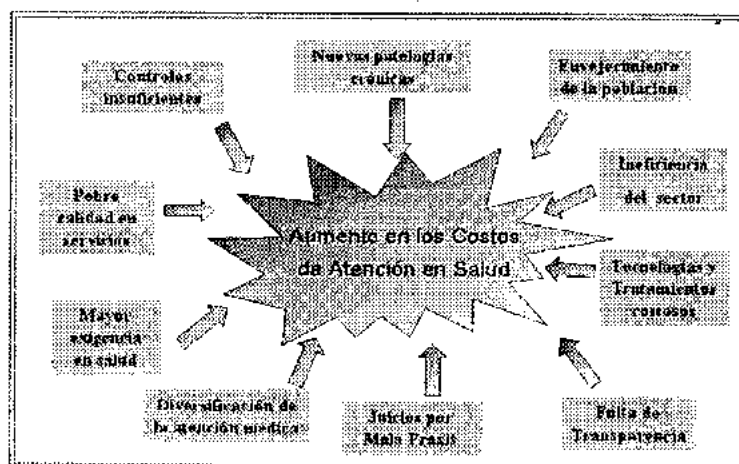 Nuevas patologías
crónicas
Controles
insuficientes
Envejecimiento
de la población
Ineficiencia
del sector
Pobre
calidad en
servicios
Aumento en los Costos
de Atención en Salud
Tecnologías y
Tratamientos
costosos
Mayor
exigencia
en salud
Diversificación de
la atención médica
Juicios por
Mala Praxis
Falta de
Transparencia